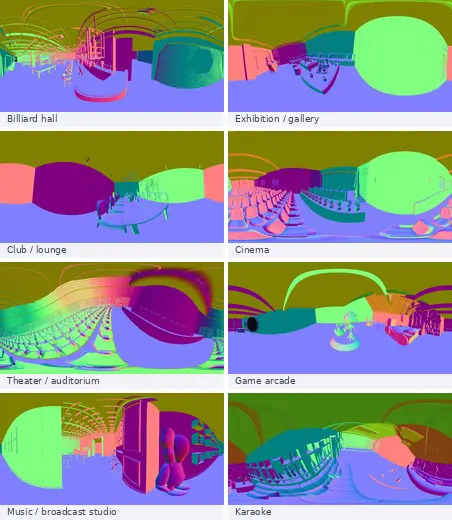 Billiard hall
Exhibition / gallery
Club / lounge
Cinema
Theater / auditorium
Game arcade
Music / broadcast studio
Karaoke